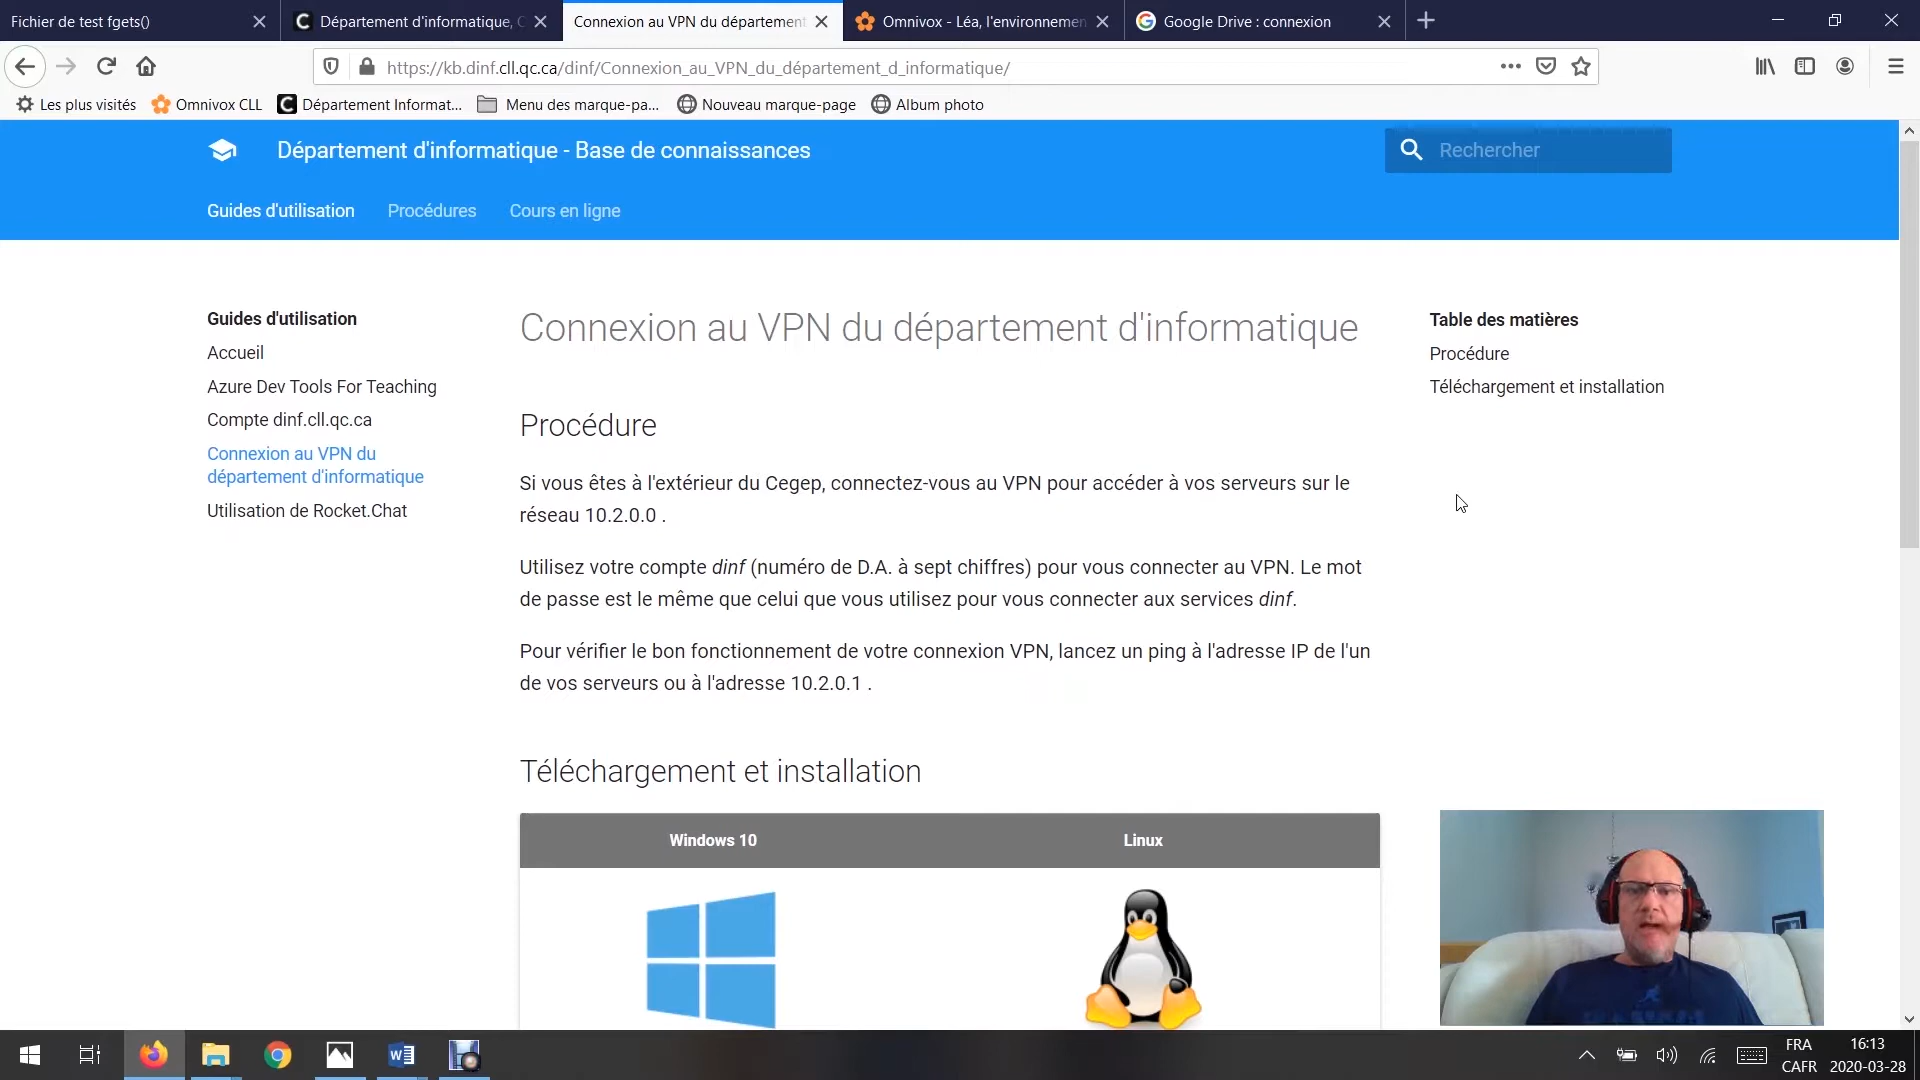 Fichier de test fgets()
Département d'informatique, C
Connexion au VPN du département
Omnivox - Léa, l'environnemen
Google Drive : connexion
https://kb.dinf.cll.qc.ca/dinf/Connexion_au_VPN_du_département_d_informatique/
Les plus visités Omnivox CLL Département Informat... Menu des marque-pa... Nouveau marque-page Album photo
Département d'informatique - Base de connaissances
Rechercher
Guides d'utilisation Procédures Cours en ligne
Guides d'utilisation
Accueil
Azure Dev Tools For Teaching
Compte dinf.cll.qc.ca
Connexion au VPN du
département d'informatique
Utilisation de Rocket.Chat
Connexion au VPN du département d'informatique
Procédure
Si vous êtes à l'extérieur du Cegep, connectez-vous au VPN pour accéder à vos serveurs sur le
réseau 10.2.0.0 .
Utilisez votre compte dinf (numéro de D.A. à sept chiffres) pour vous connecter au VPN. Le mot
de passe est le même que celui que vous utilisez pour vous connecter aux services dinf.
Pour vérifier le bon fonctionnement de votre connexion VPN, lancez un ping à l'adresse IP de l'un
de vos serveurs ou à l'adresse 10.2.0.1 .
Téléchargement et installation
Windows 10 Linux
Table des matières
Procédure
Téléchargement et installation
FRA
CAFR
16:13
2020-03-28